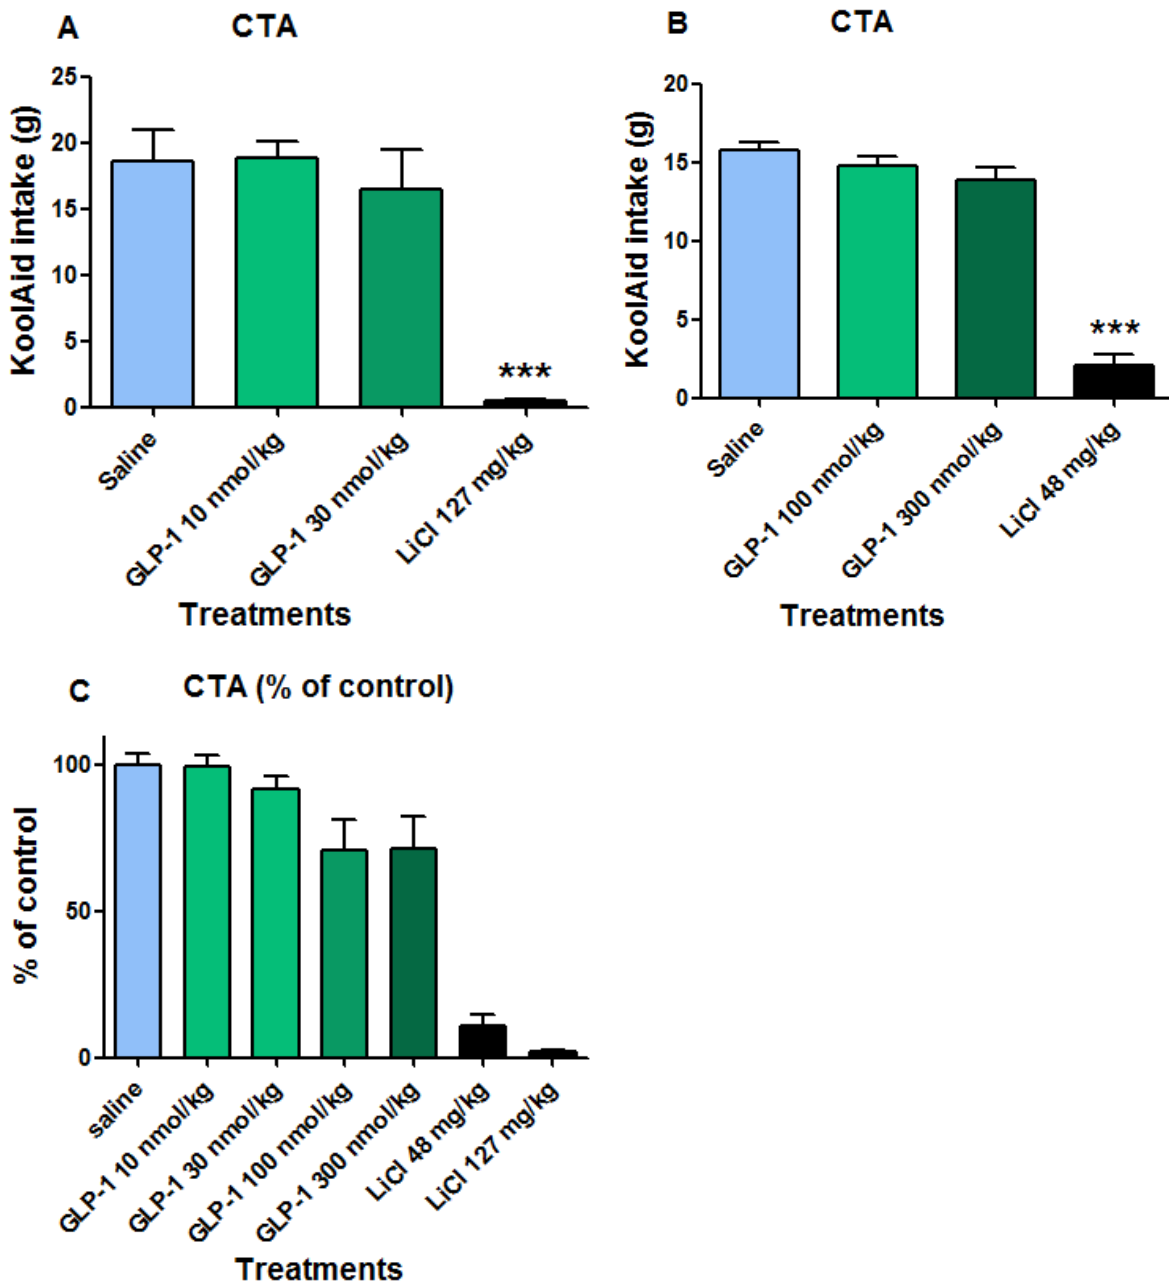 A
CTA
KoolAid intake (g)
25
20
15
10
5
0
***
Saline
GLP-1 10 nmol/kg
GLP-1 30 nmol/kg
LiCl 127 mg/kg
Treatments
B
CTA
KoolAid intake (g)
20
15
10
5
0
***
Saline
GLP-1 100 nmol/kg
GLP-1 300 nmol/kg
LiCl 48 mg/kg
Treatments
C
CTA (% of control)
% of control
100
50
0
saline
GLP-1 10 nmol/kg
GLP-1 30 nmol/kg
GLP-1 100 nmol/kg
GLP-1 300 nmol/kg
LiCl 48 mg/kg
LiCl 127 mg/kg
Treatments